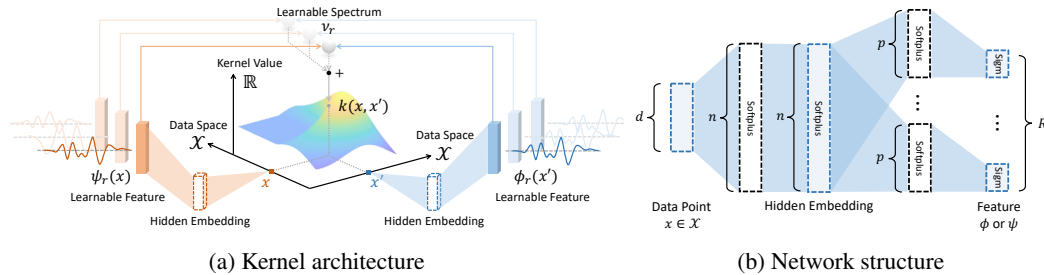 Learnable Spectrum
ν_r
Kernel Value
ℝ
+
k(x, x′)
Data Space
𝒳
Data Space
𝒳
ψ_r(x)
x
x′
ϕ_r(x′)
Learnable Feature
Learnable Feature
Hidden Embedding
Hidden Embedding
(a) Kernel architecture
p
Softplus
Sigm
d
n
Softplus
n
Softplus
...
...
R
p
Softplus
Sigm
Data Point
x ∈ 𝒳
Hidden Embedding
Feature
ϕ or ψ
(b) Network structure